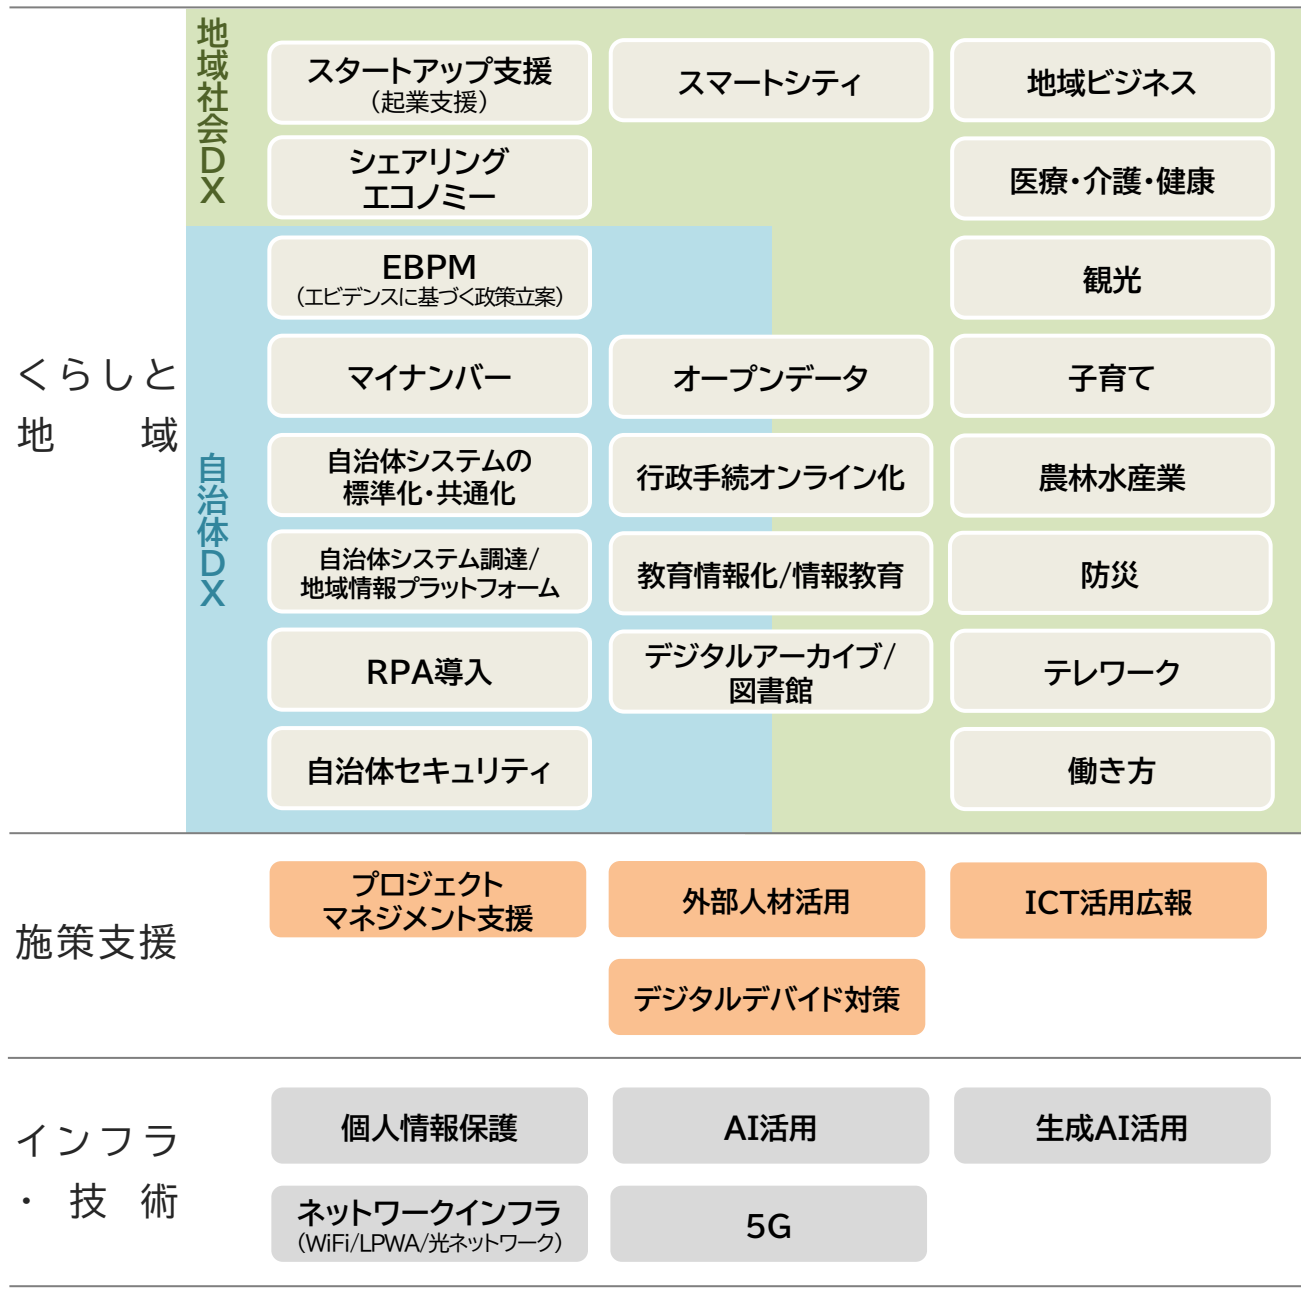 くらしと
地域
地域社会DX
スタートアップ支援
（起業支援）
スマートシティ
地域ビジネス
シェアリング
エコノミー
医療・介護・健康
自治体DX
EBPM
（エビデンスに基づく政策立案）
観光
マイナンバー
オープンデータ
子育て
自治体システムの
標準化・共通化
行政手続オンライン化
農林水産業
自治体システム調達/
地域情報プラットフォーム
教育情報化/情報教育
防災
RPA導入
デジタルアーカイブ/
図書館
テレワーク
自治体セキュリティ
働き方
施策支援
プロジェクト
マネジメント支援
外部人材活用
ICT活用広報
デジタルデバイド対策
インフラ
・技術
個人情報保護
AI活用
生成AI活用
ネットワークインフラ
（WiFi/LPWA/光ネットワーク）
5G